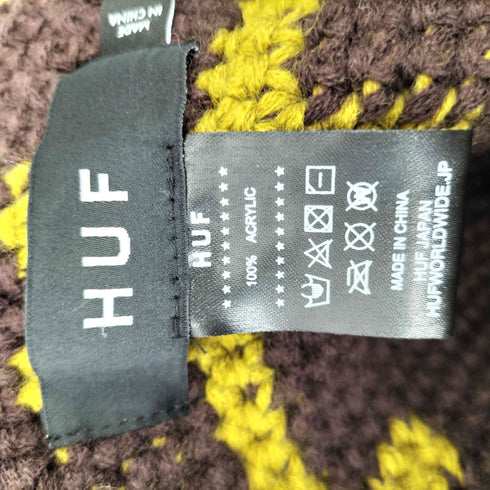 MADE
IN CHINA
HUF
HUF
100% ACRYLIC
MADE IN CHINA
HUF JAPAN
HUFWORLDWIDE.JP